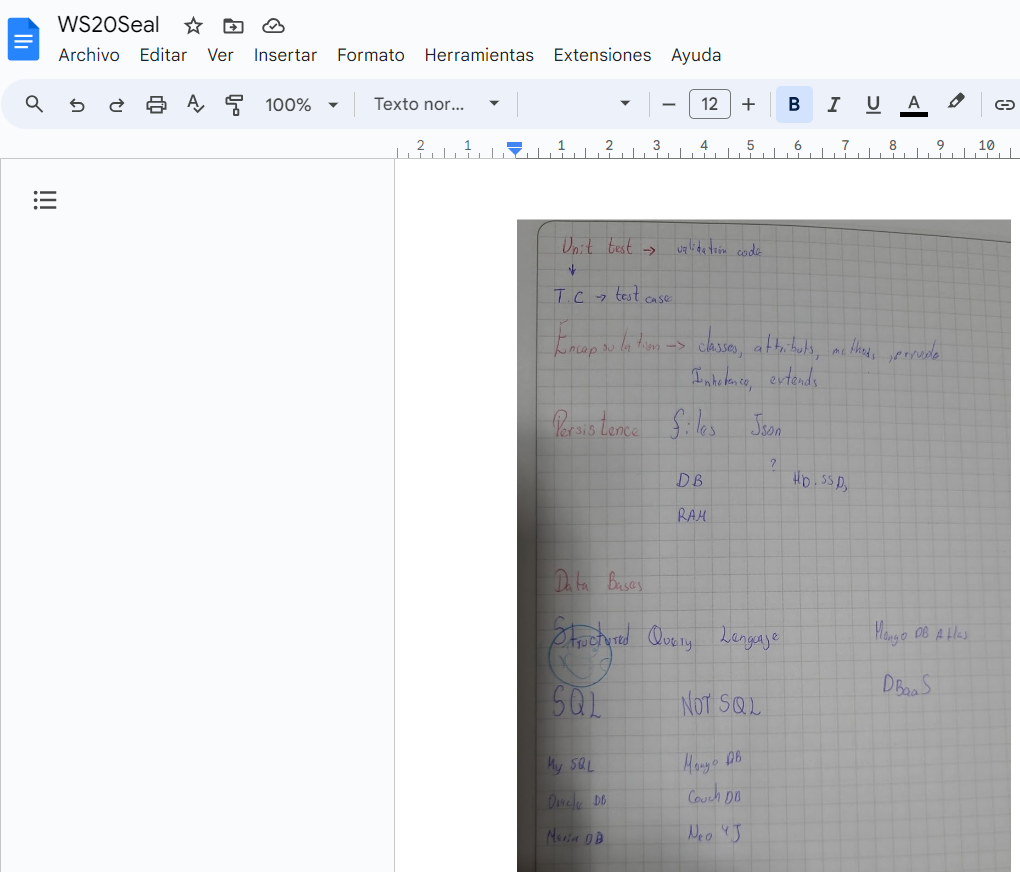 WS20Seal
Archivo Editar Ver Insertar Formato Herramientas Extensiones Ayuda
100% Texto nor... 12 B I U A
2 1 1 2 3 4 5 6 7 8 9 10
Unit test → validation code
↓
T.C → test case
Encapsulation → classes, attributs, methods, private
extends
Persistence files Json
?
DB HD. SSD,
RAM
Data Bases
Structured Query Lenguaje Mongo DB Atlas
DBaaS
SQL NOT SQL
My SQL Mongo DB
Oracle DB Couch DB
Maria DB Neo 4J